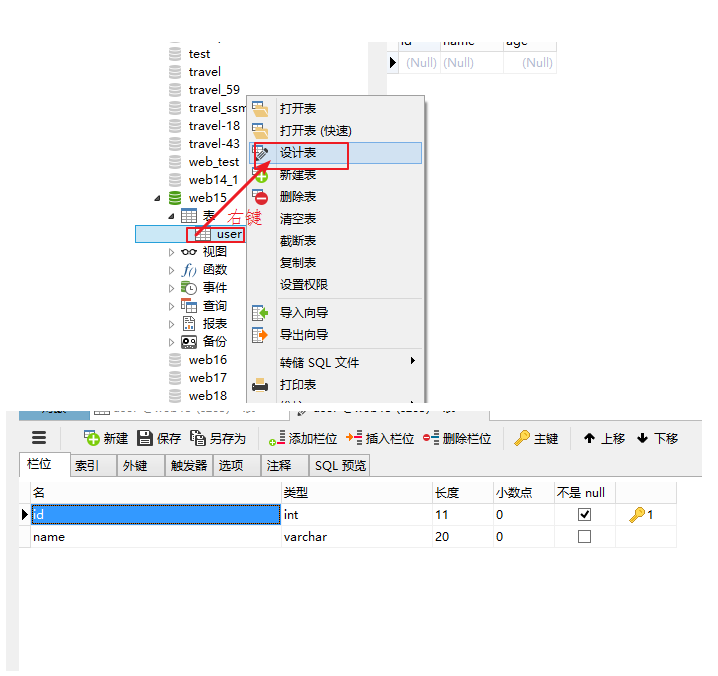 id name age
(Null) (Null) (Null)
test
travel
travel_59
travel_ssm
travel-18
travel-43
web_test
web14_1
web15
表
user
视图
函数
事件
查询
报表
备份
web16
web17
web18
右键
打开表
打开表 (快速)
设计表
新建表
删除表
清空表
截断表
复制表
设置权限
导入向导
导出向导
转储 SQL 文件
打印表
新建 保存 另存为 添加栏位 插入栏位 删除栏位 主键 上移 下移
栏位 索引 外键 触发器 选项 注释 SQL 预览
名 类型 长度 小数点 不是 null
id int 11 0 1
name varchar 20 0